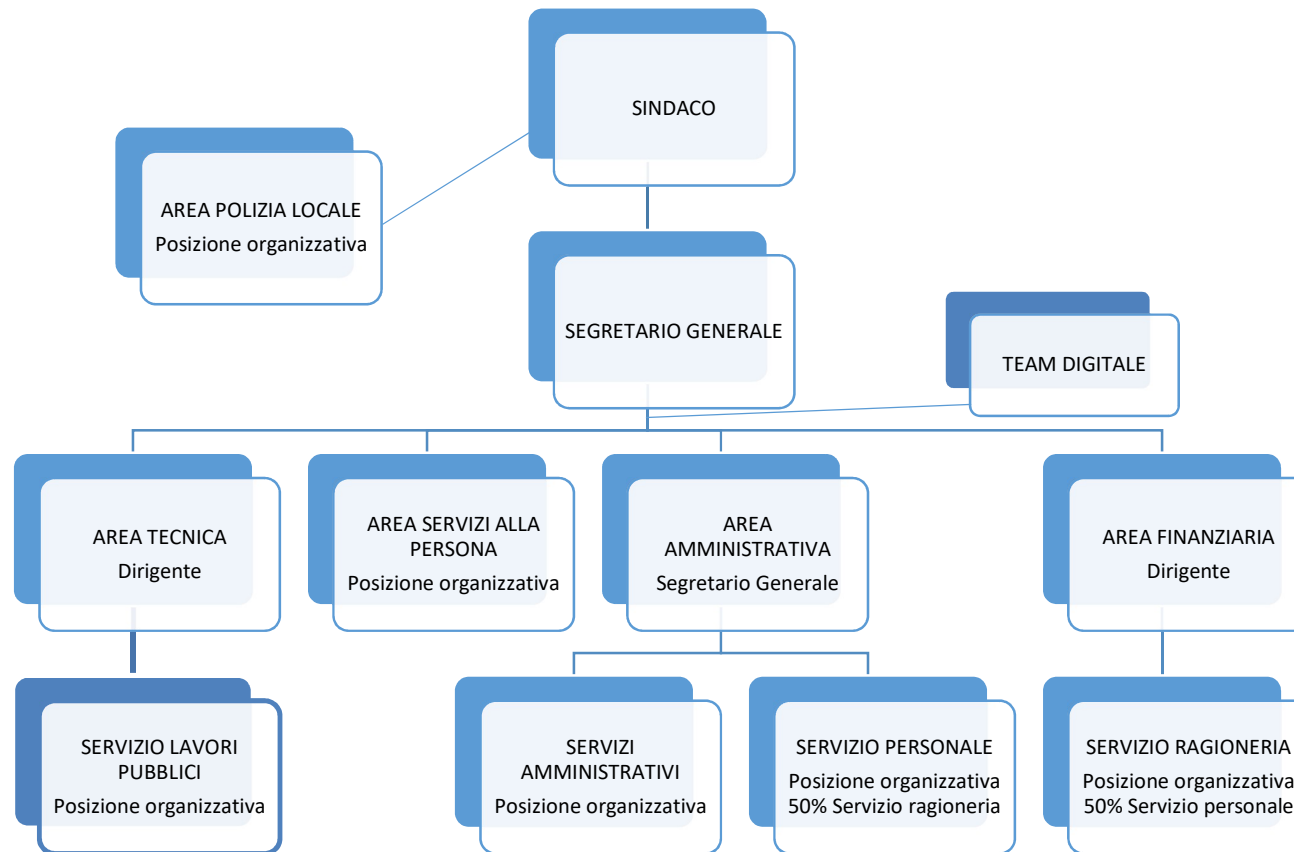 SINDACO
AREA POLIZIA LOCALE
Posizione organizzativa
SEGRETARIO GENERALE
TEAM DIGITALE
AREA TECNICA
Dirigente
AREA SERVIZI ALLA
PERSONA
Posizione organizzativa
AREA
AMMINISTRATIVA
Segretario Generale
AREA FINANZIARIA
Dirigente
SERVIZIO LAVORI
PUBBLICI
Posizione organizzativa
SERVIZI
AMMINISTRATIVI
Posizione organizzativa
SERVIZIO PERSONALE
Posizione organizzativa
50% Servizio ragioneria
SERVIZIO RAGIONERIA
Posizione organizzativa
50% Servizio personale